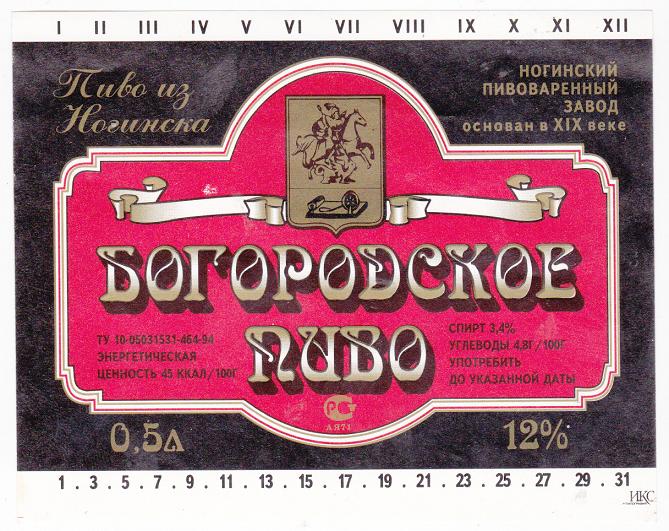 I II III IV V VI VII VIII IX X XI XII
Пиво из
Ногинска
НОГИНСКИЙ
ПИВОВАРЕННЫЙ
ЗАВОД
основан в XIX веке
БОГОРОДСКОЕ
ПИВО
ТУ 10-05031531-464-94
ЭНЕРГЕТИЧЕСКАЯ
ЦЕННОСТЬ 45 ККАЛ/100Г
СПИРТ 3,4%
УГЛЕВОДЫ 4,8Г/100Г
УПОТРЕБИТЬ
ДО УКАЗАННОЙ ДАТЫ
РСТ
АЯ71
0,5л
12%
1 . 3 . 5 . 7 . 9 . 11 . 13 . 15 . 17 . 19 . 21 . 23 . 25 . 27 . 29 . 31
ИКС